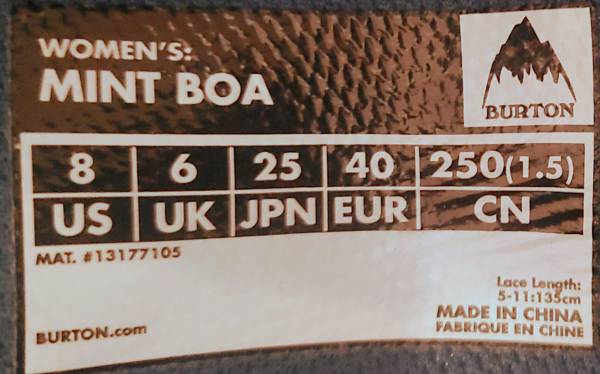 WOMEN'S:
MINT BOA
BURTON
8 6 25 40 250(1.5)
US UK JPN EUR CN
MAT. #13177105
Lace Length:
5-11:135cm
MADE IN CHINA
BURTON.com
FABRIQUE EN CHINE